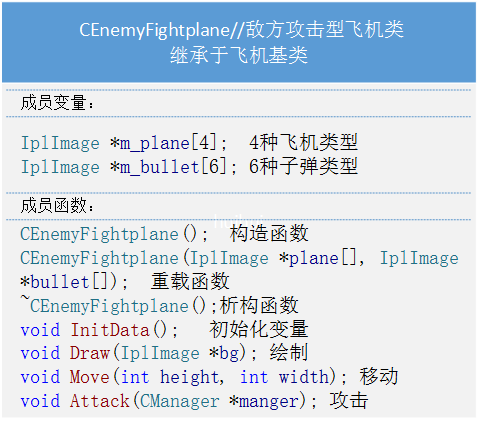 CEnemyFightplane//敌方攻击型飞机类
继承于飞机基类
成员变量：
IplImage *m_plane[4]; 4种飞机类型
IplImage *m_bullet[6]; 6种子弹类型
成员函数：
CEnemyFightplane(); 构造函数
CEnemyFightplane(IplImage *plane[], IplImage
*bullet[]); 重载函数
~CEnemyFightplane();析构函数
void InitData(); 初始化变量
void Draw(IplImage *bg); 绘制
void Move(int height, int width); 移动
void Attack(CManager *manger); 攻击